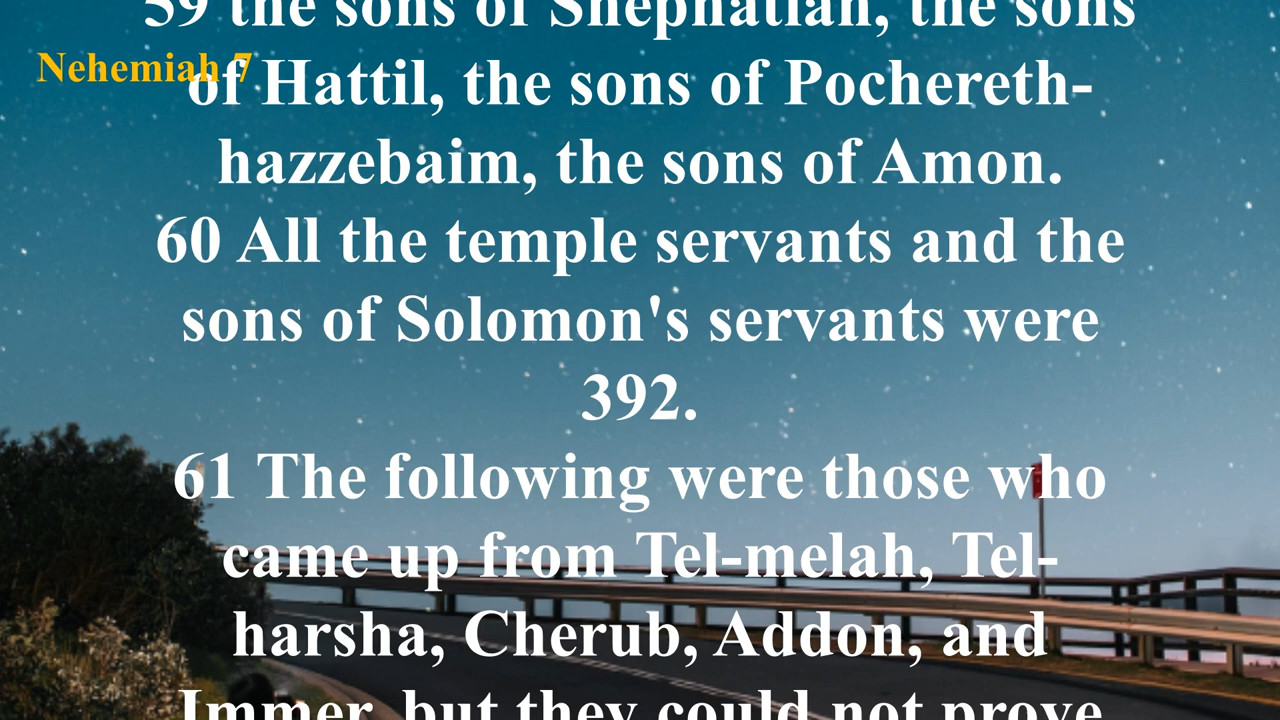 59 the sons of Shephatiah, the sons
Nehemiah 7
of Hattil, the sons of Pochereth-
hazzebaim, the sons of Amon.
60 All the temple servants and the
sons of Solomon's servants were
392.
61 The following were those who
came up from Tel-melah, Tel-
harsha, Cherub, Addon, and
Immer, but they could not prove